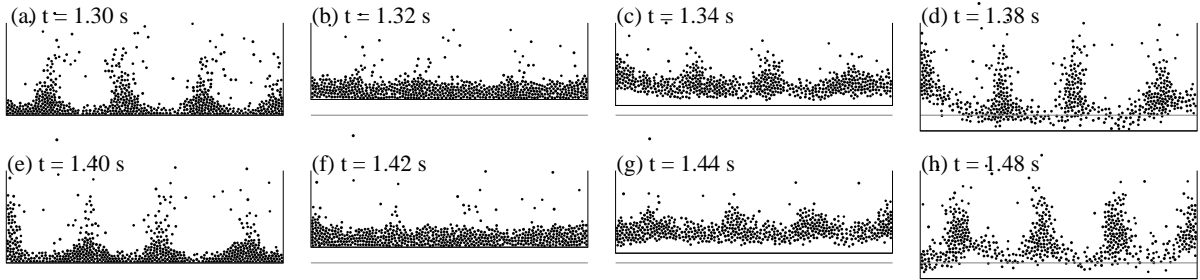 (a) t = 1.30 s
(b) t = 1.32 s
(c) t = 1.34 s
(d) t = 1.38 s
(e) t = 1.40 s
(f) t = 1.42 s
(g) t = 1.44 s
(h) t = 1.48 s